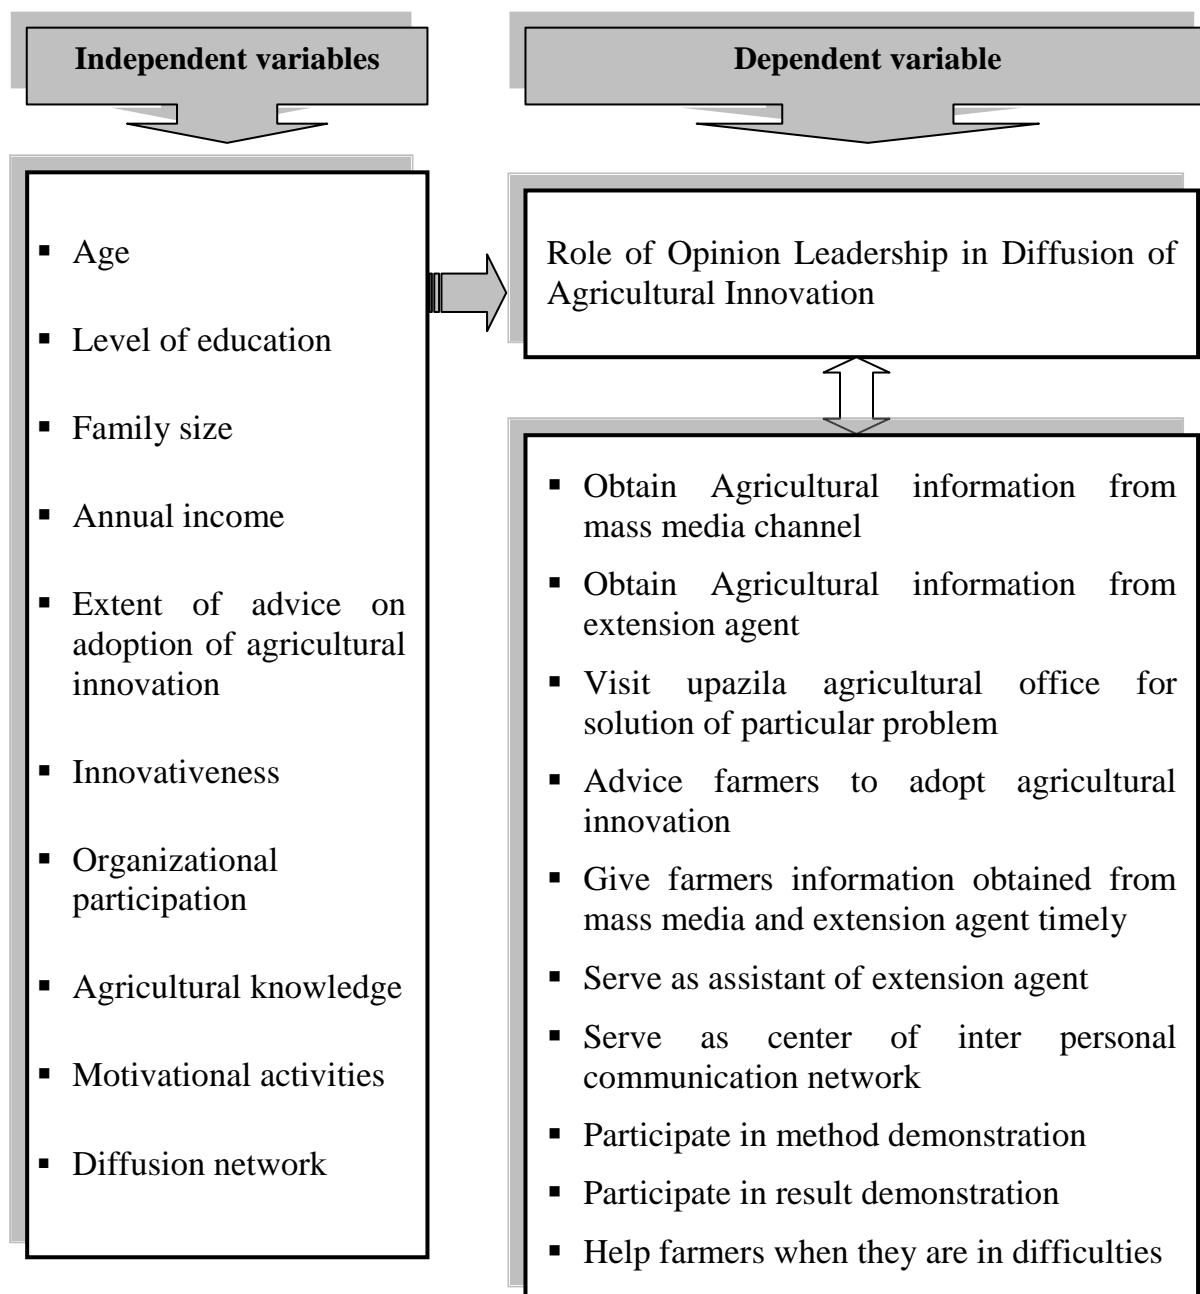 Independent variables
Dependent variable
▪ Age
▪ Level of education
▪ Family size
▪ Annual income
▪ Extent of advice on
adoption of agricultural
innovation
▪ Innovativeness
▪ Organizational
participation
▪ Agricultural knowledge
▪ Motivational activities
▪ Diffusion network
Role of Opinion Leadership in Diffusion of
Agricultural Innovation
▪ Obtain Agricultural information from
mass media channel
▪ Obtain Agricultural information from
extension agent
▪ Visit upazila agricultural office for
solution of particular problem
▪ Advice farmers to adopt agricultural
innovation
▪ Give farmers information obtained from
mass media and extension agent timely
▪ Serve as assistant of extension agent
▪ Serve as center of inter personal
communication network
▪ Participate in method demonstration
▪ Participate in result demonstration
▪ Help farmers when they are in difficulties